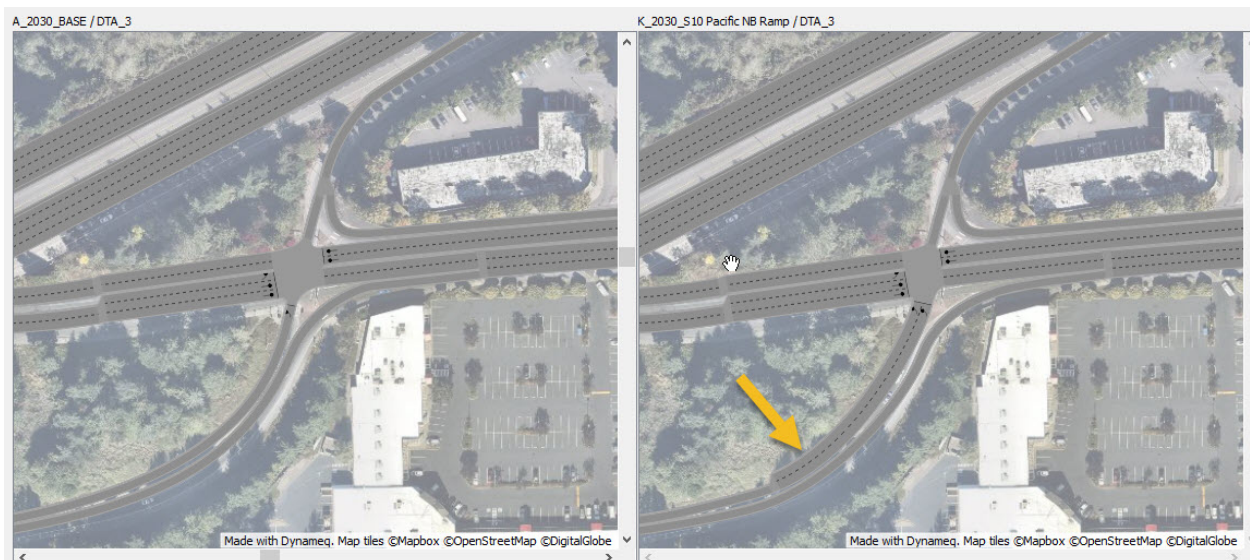 A_2030_BASE / DTA_3
K_2030_S10 Pacific NB Ramp / DTA_3
Made with Dynameq. Map tiles ©Mapbox ©OpenStreetMap ©DigitalGlobe
Made with Dynameq. Map tiles ©Mapbox ©OpenStreetMap ©DigitalGlobe